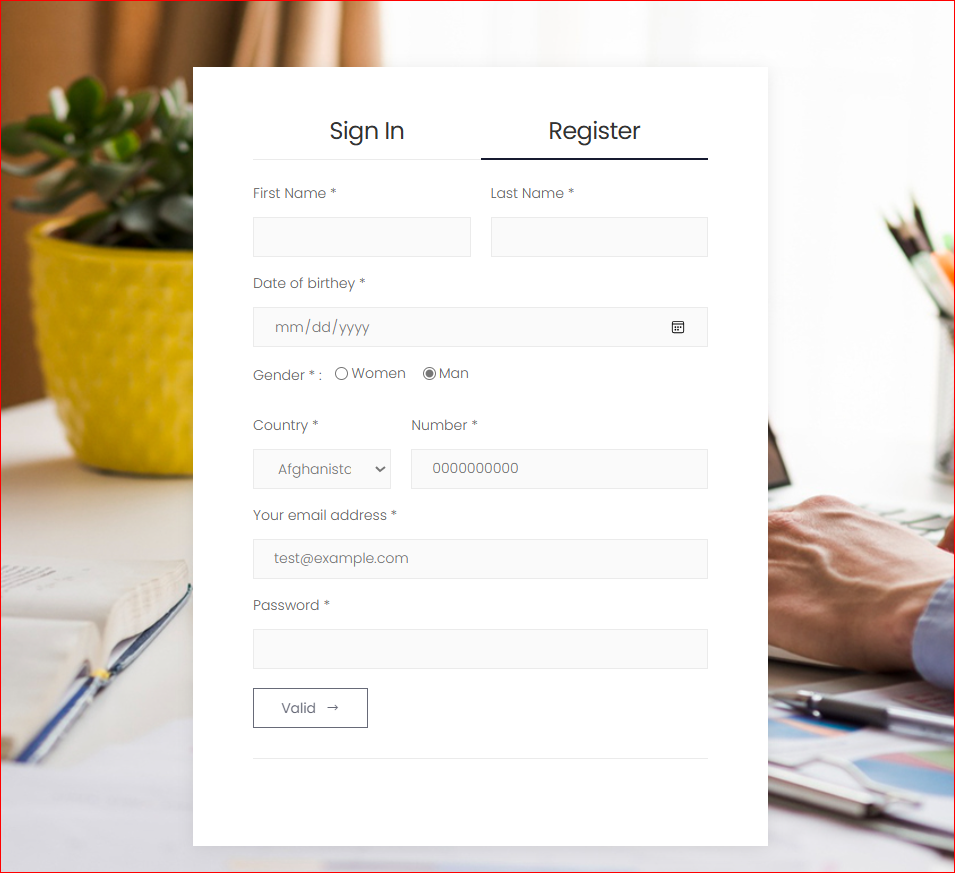 Sign In Register
First Name * Last Name *
Date of birthey *
mm/dd/yyyy
Gender * : Women Man
Country * Number *
Afghanistc 0000000000
Your email address *
test@example.com
Password *
Valid →